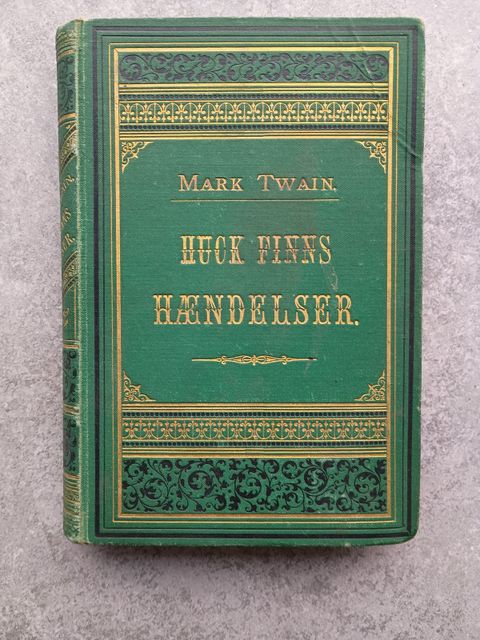 MARK TWAIN.
HUCK FINNS
HÆNDELSER.